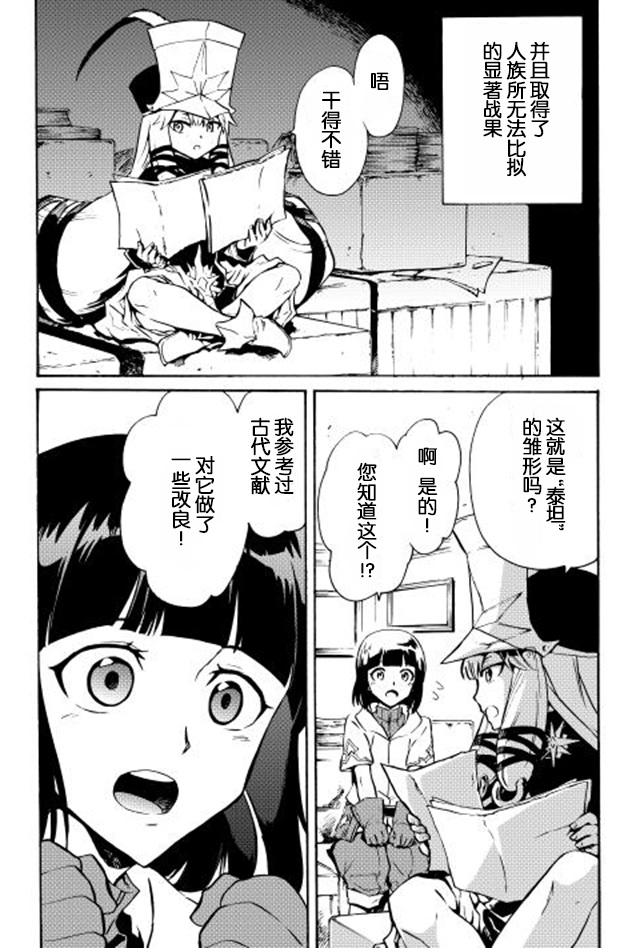 并且取得了
人族所无法比拟
的显著战果
唔
干得不错
这就是“泰坦”
的雏形吗？
啊 是的！
您知道这个!?
我参考过
古代文献
对它做了
一些改良！